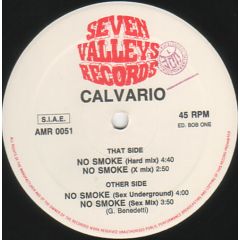 SEVEN
VALLEYS
RECORDS
CALVARIO
S.I.A.E.
AMR 0051
45 RPM
ED. BOB ONE
THAT SIDE
NO SMOKE (Hard mix) 4:40
NO SMOKE (X mix) 2:50
OTHER SIDE
NO SMOKE (Sex Underground) 4:00
NO SMOKE (Sex Mix) 3:50
(G. Benedetti)